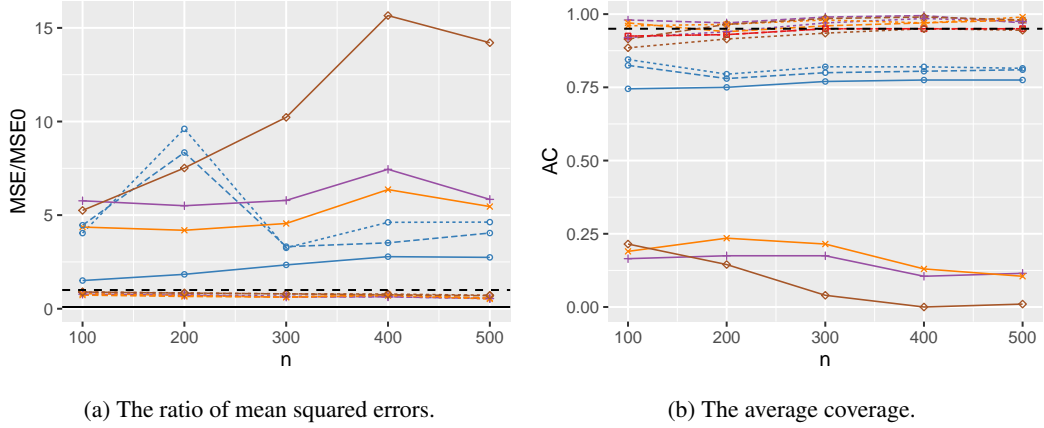 15
10
5
0
MSE/MSE0
100 200 300 400 500
n
(a) The ratio of mean squared errors.
1.00
0.75
0.50
0.25
0.00
AC
100 200 300 400 500
n
(b) The average coverage.